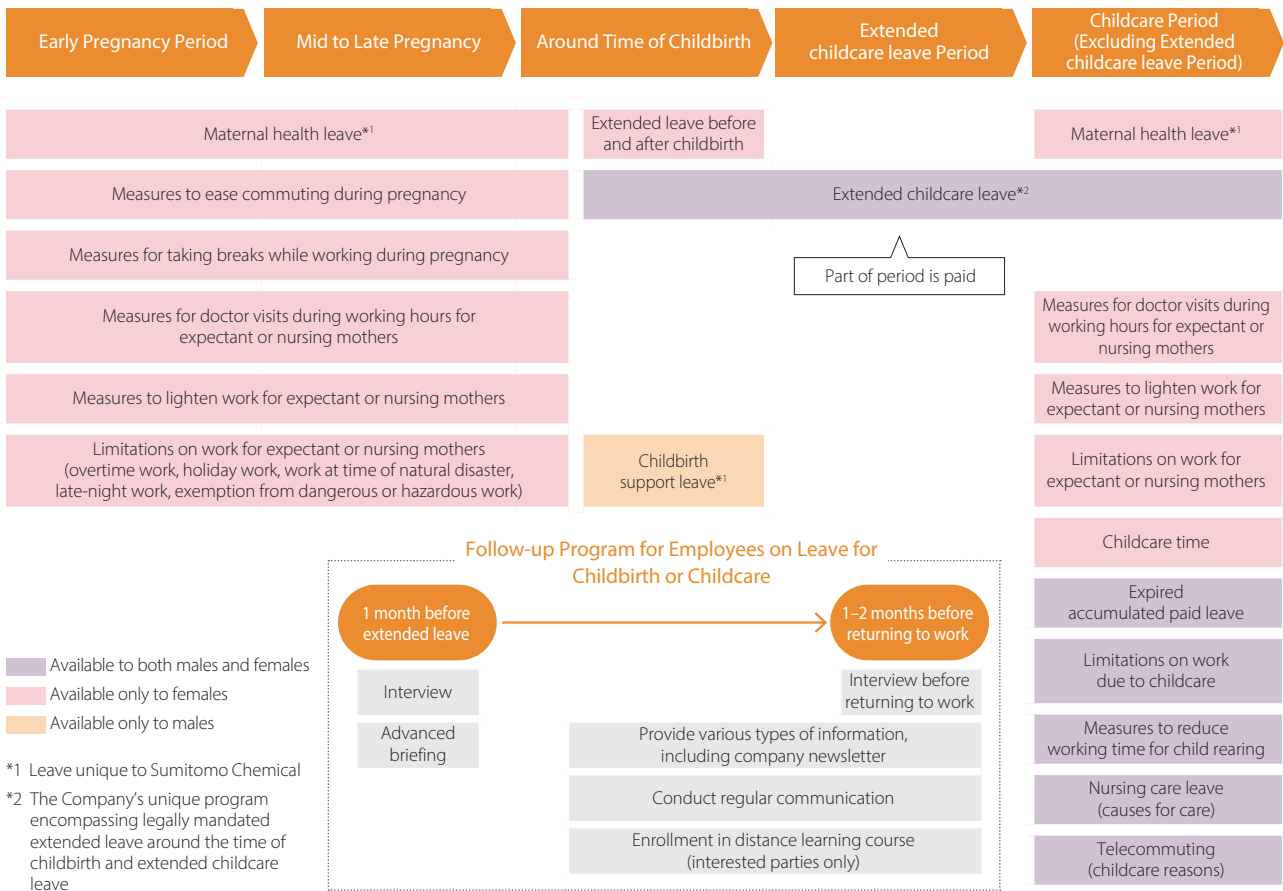 Early Pregnancy Period
Mid to Late Pregnancy
Around Time of Childbirth
Extended
childcare leave Period
Childcare Period
(Excluding Extended
childcare leave Period)
Maternal health leave*1
Extended leave before
and after childbirth
Maternal health leave*1
Measures to ease commuting during pregnancy
Extended childcare leave*2
Measures for taking breaks while working during pregnancy
Part of period is paid
Measures for doctor visits during working hours for
expectant or nursing mothers
Measures for doctor visits during
working hours for expectant or
nursing mothers
Measures to lighten work for expectant or nursing mothers
Measures to lighten work for
expectant or nursing mothers
Limitations on work for expectant or nursing mothers
(overtime work, holiday work, work at time of natural disaster,
late-night work, exemption from dangerous or hazardous work)
Childbirth
support leave*1
Limitations on work for
expectant or nursing mothers
Childcare time
Expired
accumulated paid leave
Limitations on work
due to childcare
Measures to reduce
working time for child rearing
Nursing care leave
(causes for care)
Telecommuting
(childcare reasons)
Follow-up Program for Employees on Leave for
Childbirth or Childcare
1 month before
extended leave
1–2 months before
returning to work
Interview
Interview before
returning to work
Advanced
briefing
Provide various types of information,
including company newsletter
Conduct regular communication
Enrollment in distance learning course
(interested parties only)
Available to both males and females
Available only to females
Available only to males
*1 Leave unique to Sumitomo Chemical
*2 The Company's unique program
encompassing legally mandated
extended leave around the time of
childbirth and extended childcare
leave